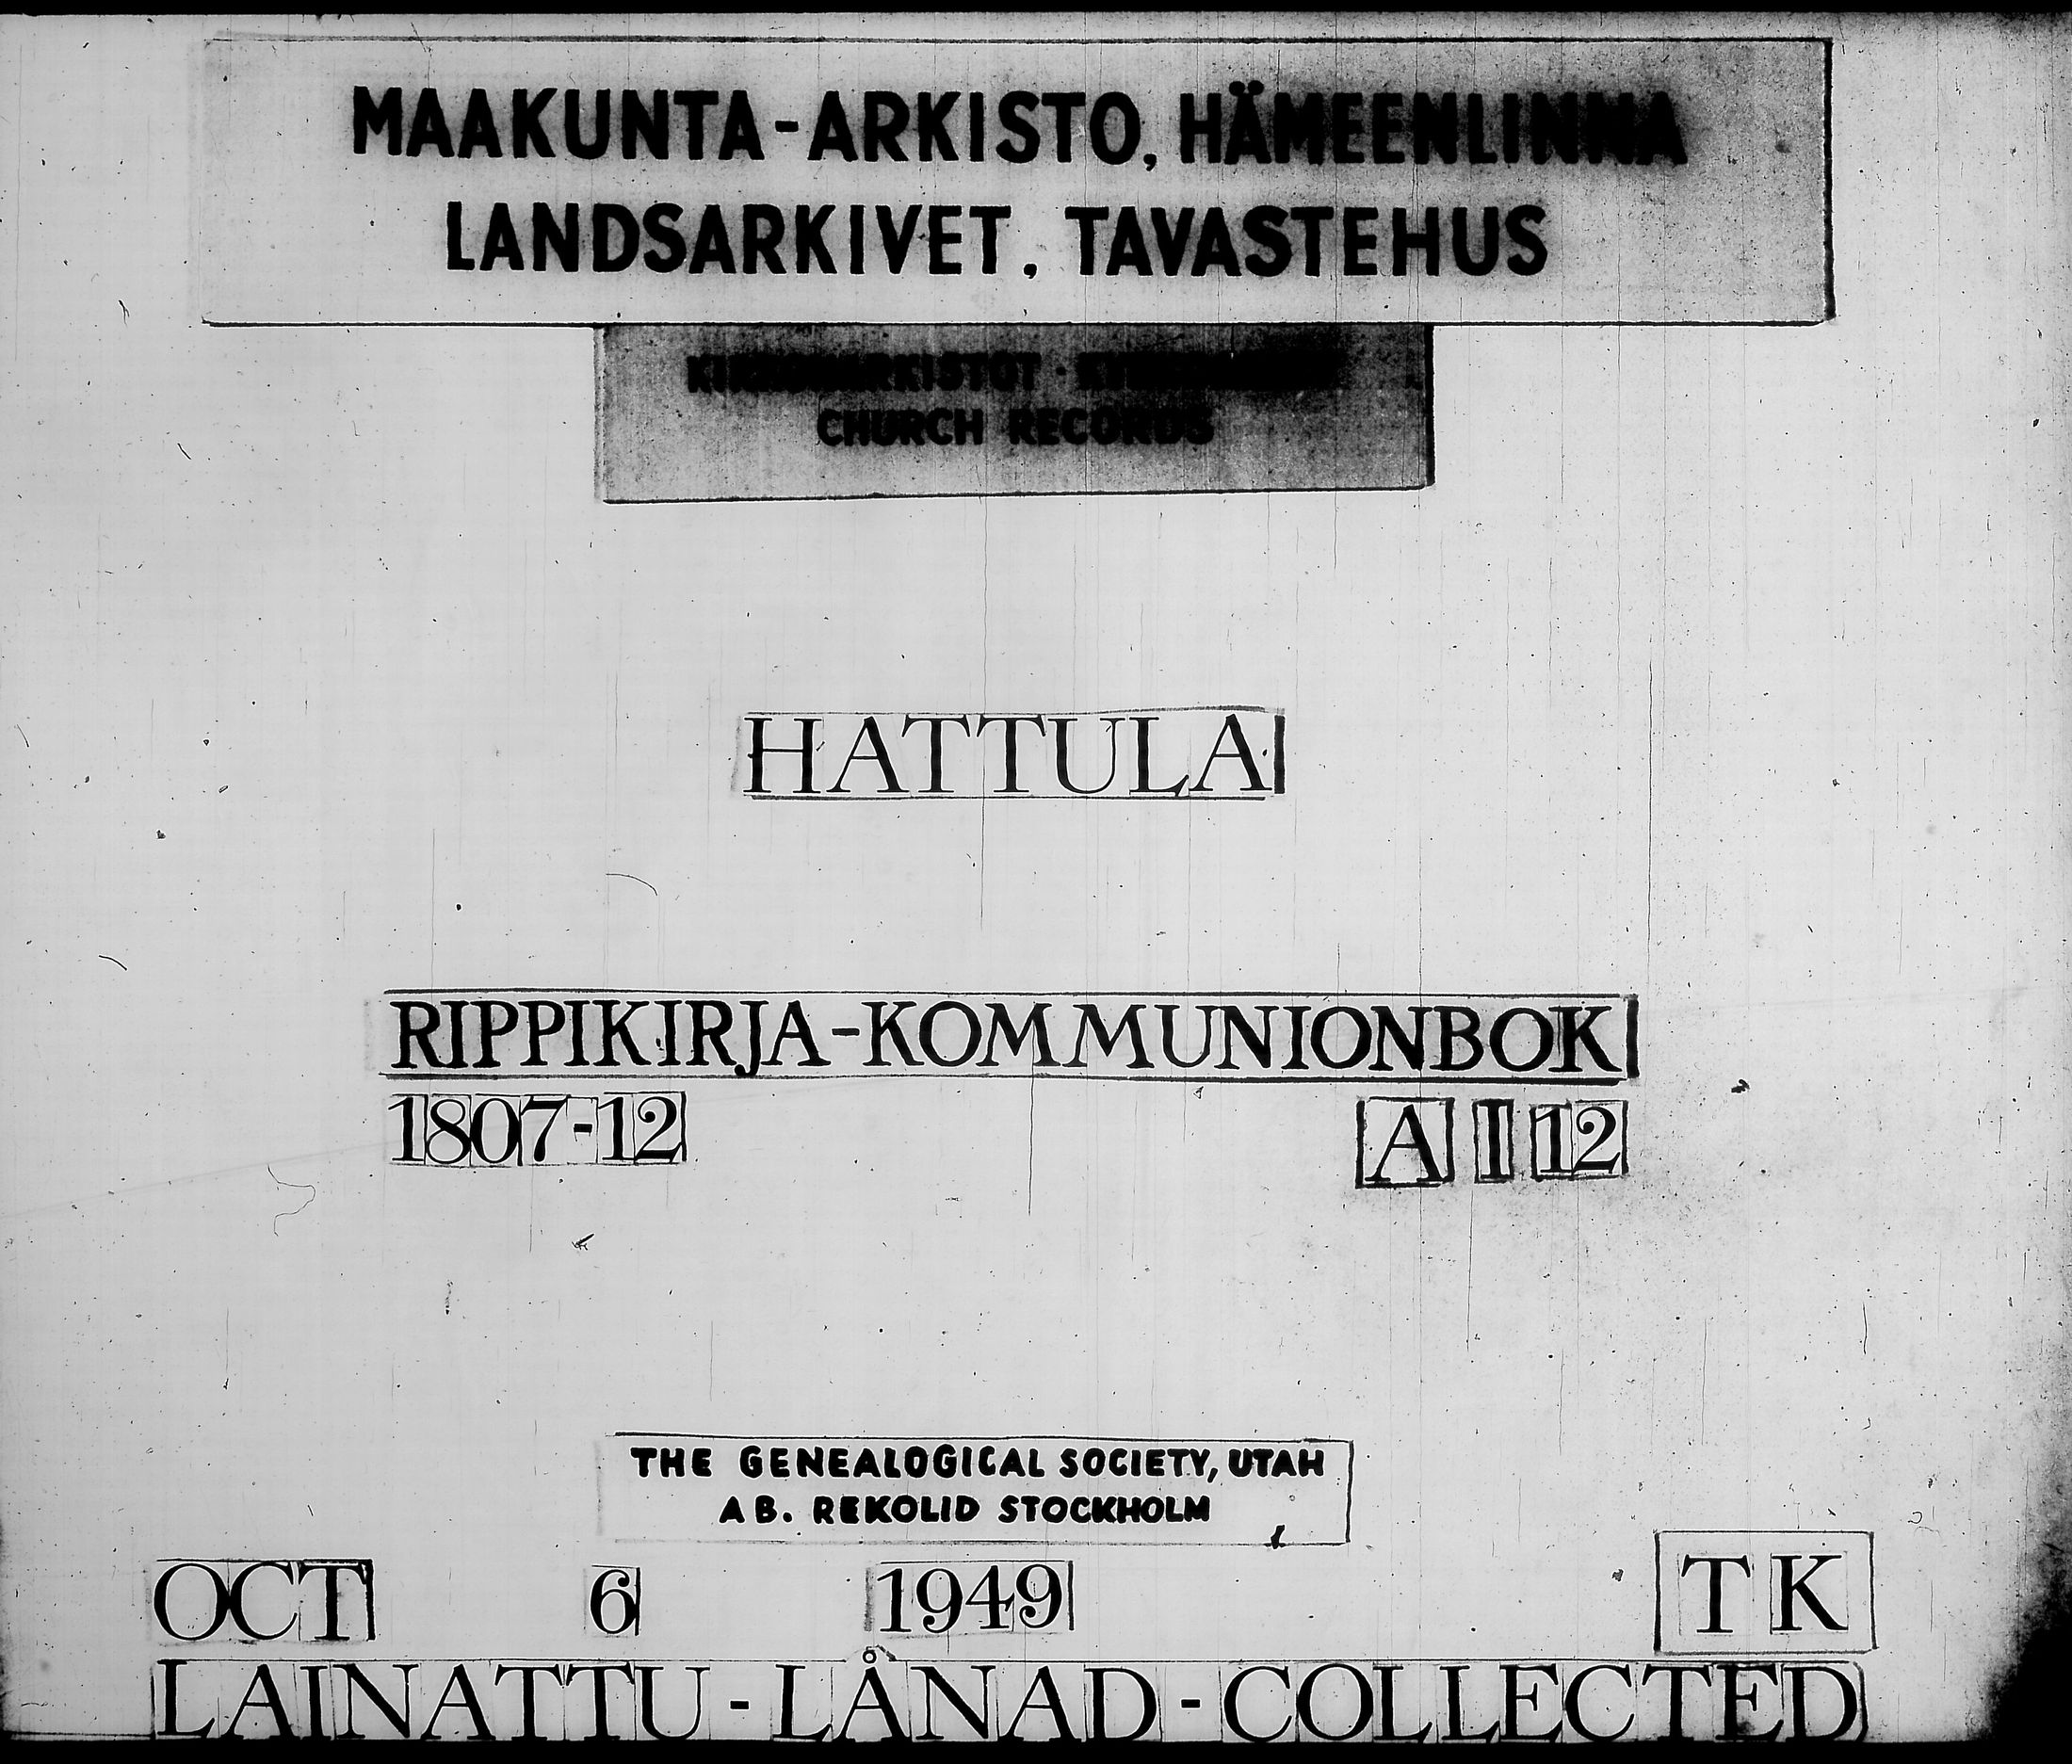 MAAKUNTA-ARKISTO, HÄMEENLINNA
LANDSARKIVET, TAVASTEHUS
CHURCH RECORDS
HATTULA
RIPPIKIRJA-KOMMUNIONBOK
1807-12 A I 12
THE GENEALOGICAL SOCIETY, UTAH
AB. REKOLID STOCKHOLM
OCT 6 1949 TK
LAINATTU-LÅNAD-COLLECTED